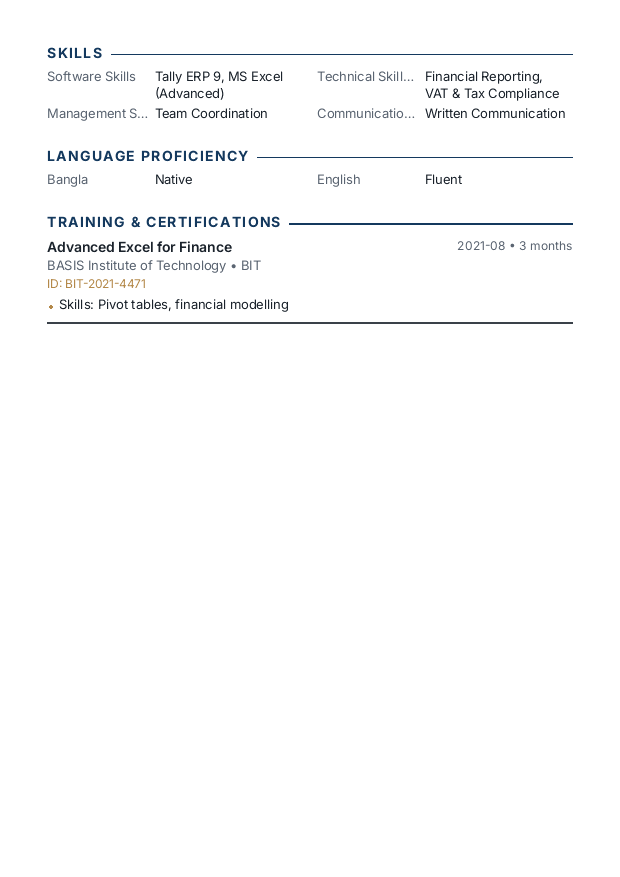 SKILLS
Software Skills Tally ERP 9, MS Excel (Advanced)
Technical Skill... Financial Reporting, VAT & Tax Compliance
Management S... Team Coordination
Communicatio... Written Communication
LANGUAGE PROFICIENCY
Bangla Native English Fluent
TRAINING & CERTIFICATIONS
Advanced Excel for Finance 2021-08 • 3 months
BASIS Institute of Technology • BIT
ID: BIT-2021-4471
• Skills: Pivot tables, financial modelling